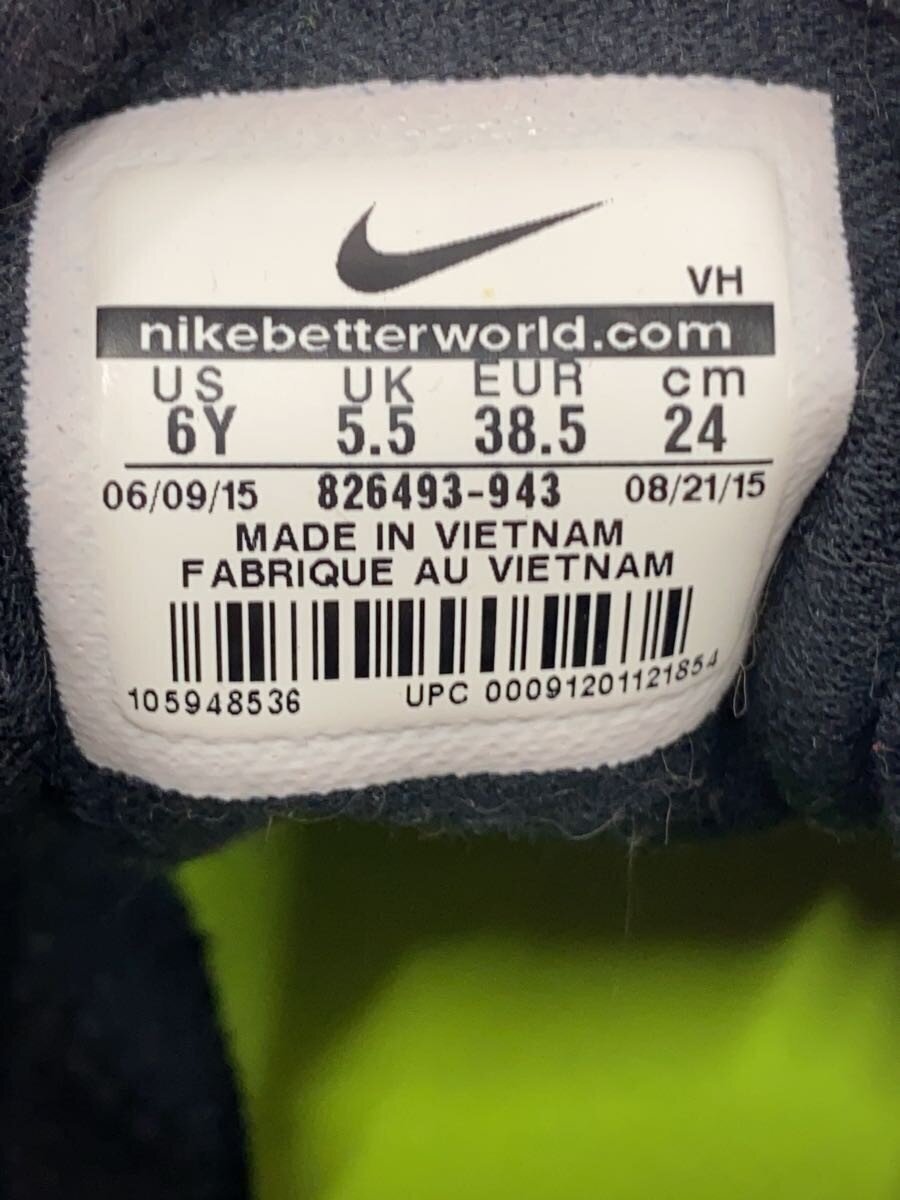 VH
nikebetterworld.com
US UK EUR cm
6Y 5.5 38.5 24
06/09/15 826493-943 08/21/15
MADE IN VIETNAM
FABRIQUE AU VIETNAM
105948536 UPC 00091201121854